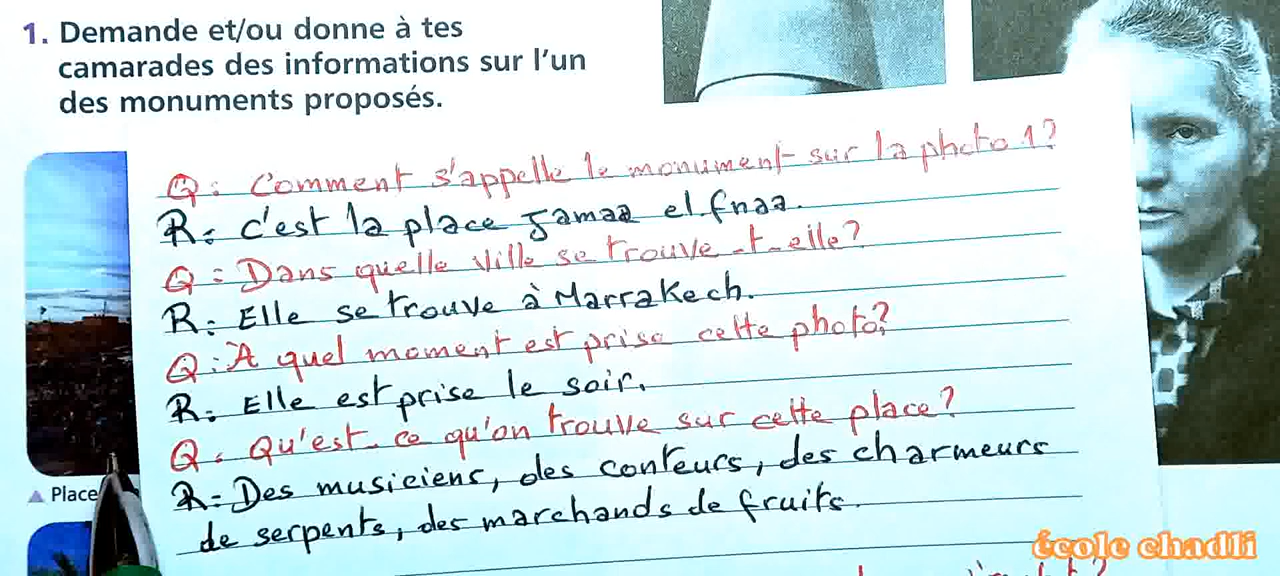 1. Demande et/ou donne à tes
camarades des informations sur l'un
des monuments proposés.
Q: Comment s'appelle le monument sur la photo 1?
R: c'est la place Jamaa el fnaa.
Q: Dans quelle ville se trouve-t-elle?
R: Elle se trouve à Marrakech.
Q: A quel moment est prise cette photo?
R: Elle est prise le soir.
Q: Qu'est-ce qu'on trouve sur cette place?
R: Des musiciens, des conteurs, des charmeurs
de serpents, des marchands de fruits.
▲ Place
école chadli